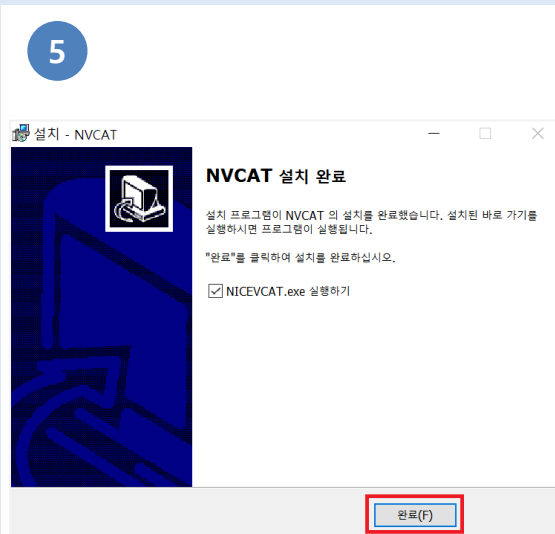 5
설치 - NVCAT
NVCAT 설치 완료
설치 프로그램이 NVCAT 의 설치를 완료했습니다. 설치된 바로 가기를
실행하시면 프로그램이 실행됩니다.
"완료"를 클릭하여 설치를 완료하십시오.
NICEVCAT.exe 실행하기
완료(F)